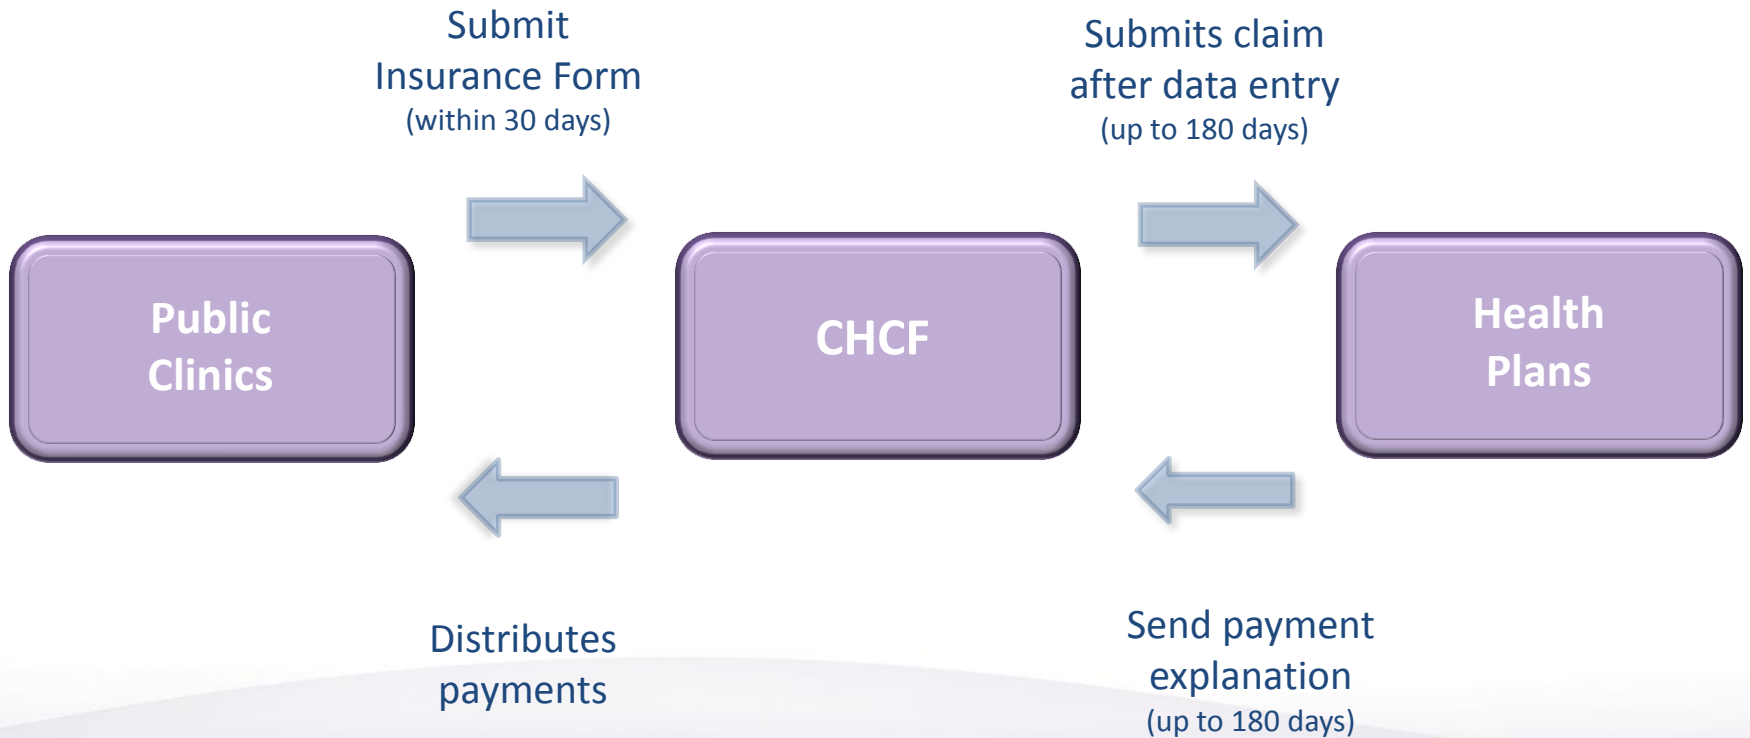 Submit
Insurance Form
(within 30 days)
Submits claim
after data entry
(up to 180 days)
Public
Clinics
CHCF
Health
Plans
Distributes
payments
Send payment
explanation
(up to 180 days)